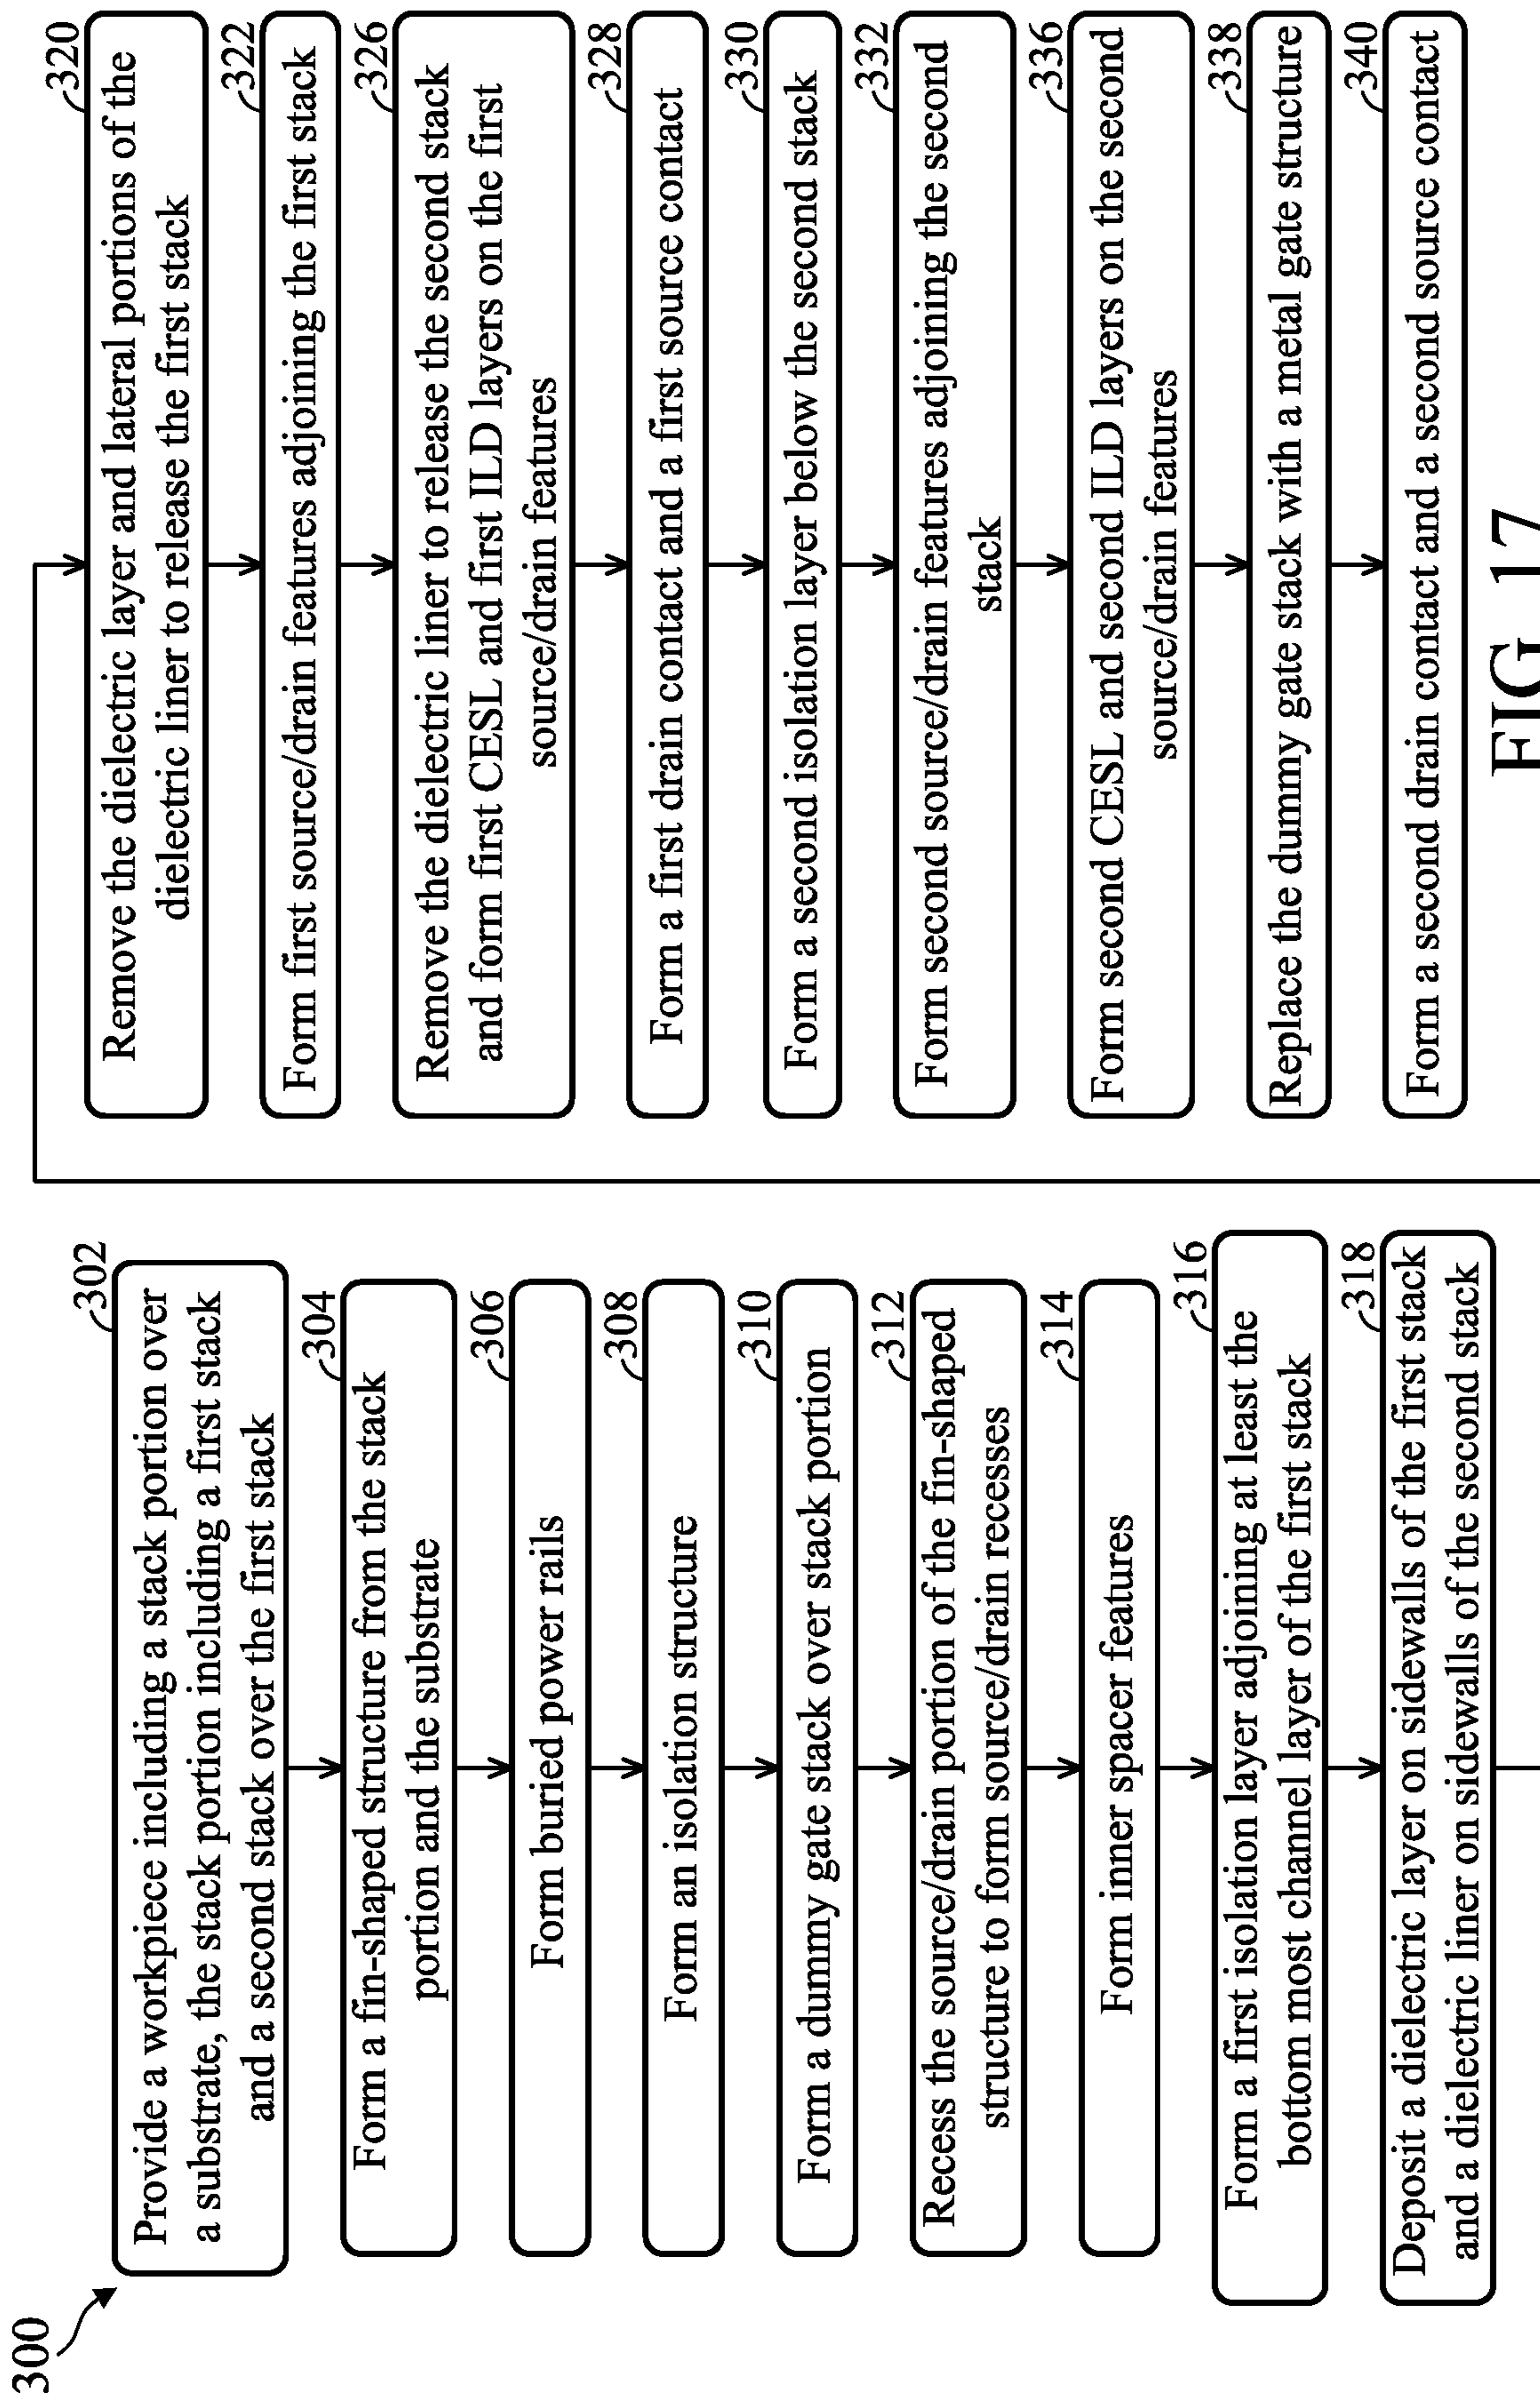 300
302
Provide a workpiece including a stack portion over
a substrate, the stack portion including a first stack
and a second stack over the first stack
304
Form a fin-shaped structure from the stack
portion and the substrate
306
Form buried power rails
308
Form an isolation structure
310
Form a dummy gate stack over stack portion
312
Recess the source/drain portion of the fin-shaped
structure to form source/drain recesses
314
Form inner spacer features
316
Form a first isolation layer adjoining at least the
bottom most channel layer of the first stack
318
Deposit a dielectric layer on sidewalls of the first stack
and a dielectric liner on sidewalls of the second stack
320
Remove the dielectric layer and lateral portions of the
dielectric liner to release the first stack
322
Form first source/drain features adjoining the first stack
326
Remove the dielectric liner to release the second stack
and form first CESL and first ILD layers on the first
source/drain features
328
Form a first drain contact and a first source contact
330
Form a second isolation layer below the second stack
332
Form second source/drain features adjoining the second
stack
336
Form second CESL and second ILD layers on the second
source/drain features
338
Replace the dummy gate stack with a metal gate structure
340
Form a second drain contact and a second source contact
FIG 17